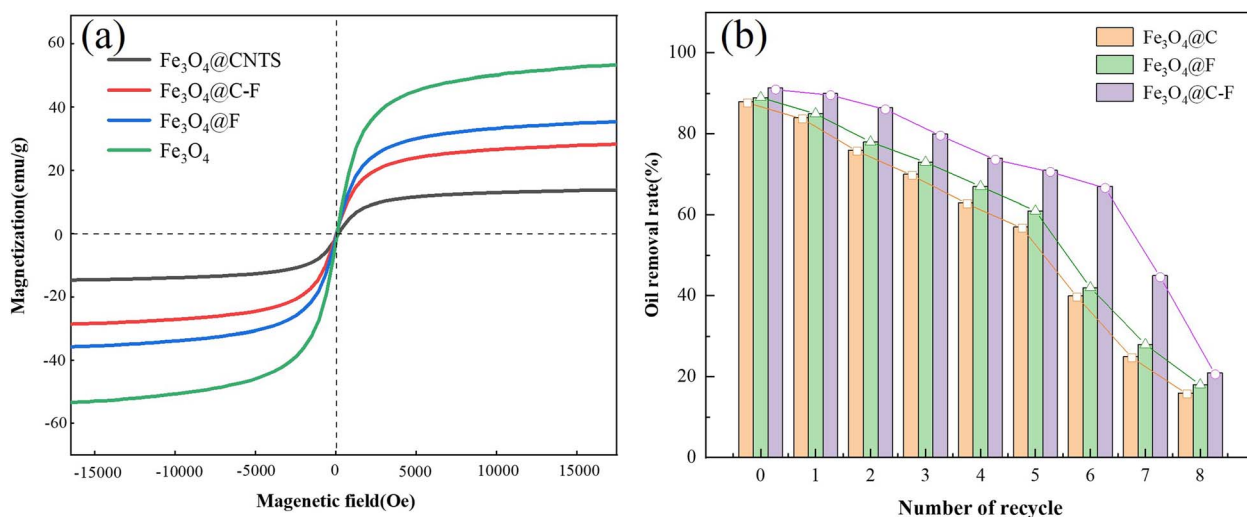 (a)
Fe₃O₄@CNTS
Fe₃O₄@C-F
Fe₃O₄@F
Fe₃O₄
Magnetization(emu/g)
60
40
20
0
-20
-40
-60
-15000 -10000 -5000 0 5000 10000 15000
Magenetic field(Oe)
(b)
Fe₃O₄@C
Fe₃O₄@F
Fe₃O₄@C-F
Oil removal rate(%)
100
80
60
40
20
0
0 1 2 3 4 5 6 7 8
Number of recycle